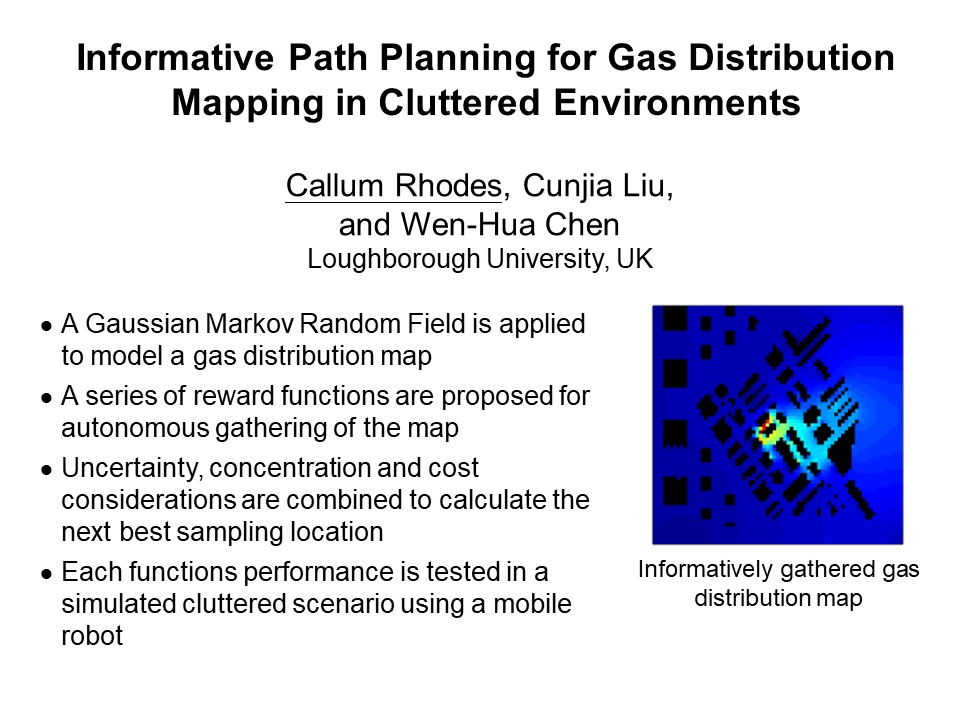 Informative Path Planning for Gas Distribution
Mapping in Cluttered Environments
Callum Rhodes, Cunjia Liu,
and Wen-Hua Chen
Loughborough University, UK
• A Gaussian Markov Random Field is applied
to model a gas distribution map
• A series of reward functions are proposed for
autonomous gathering of the map
• Uncertainty, concentration and cost
considerations are combined to calculate the
next best sampling location
• Each functions performance is tested in a
simulated cluttered scenario using a mobile
robot
Informatively gathered gas
distribution map